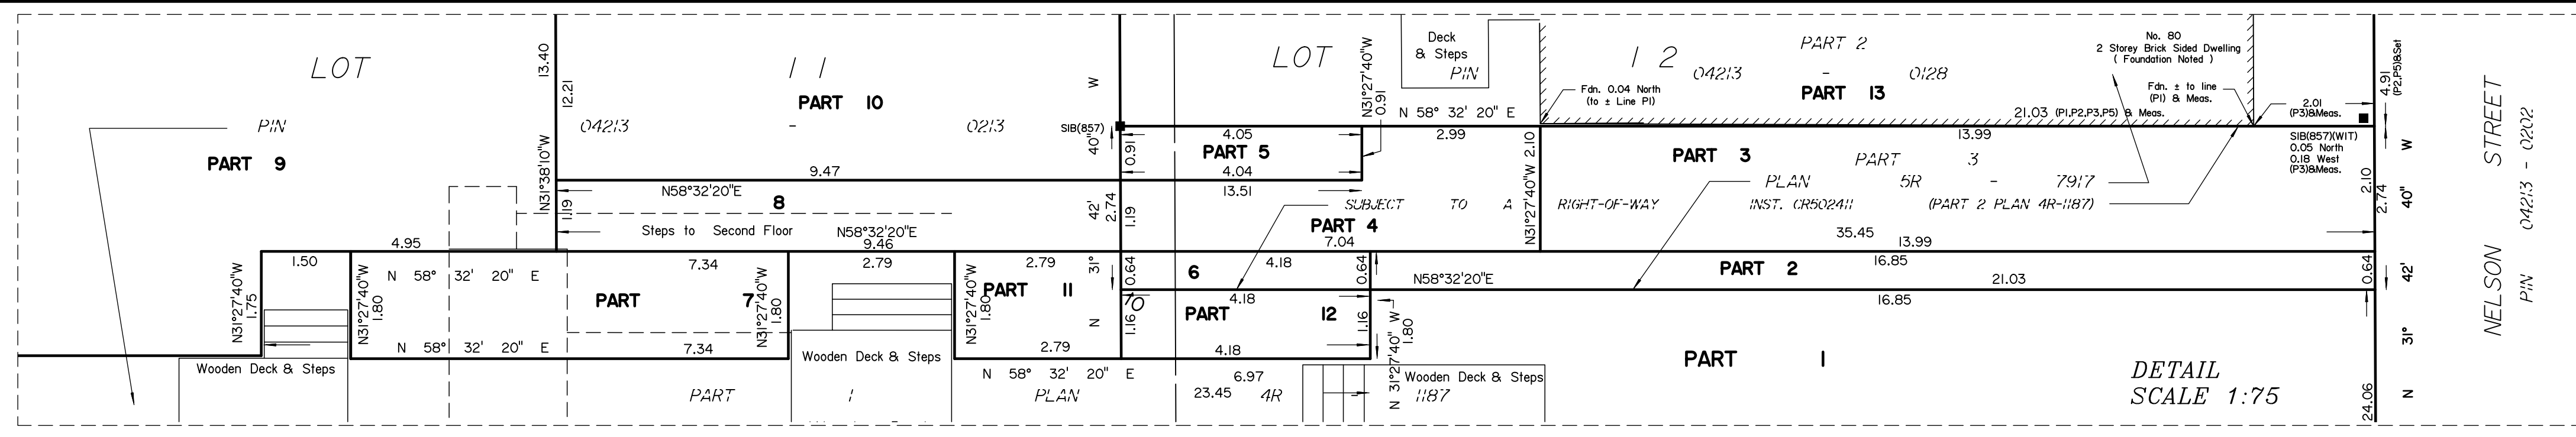 LOT
11
PIN
04213 - 0213
PART 9
PART 10
13.40
12.21
N31°38'10"W
1.19
9.47
N58°32'20"E
8
Steps to Second Floor
N58°32'20"E
9.46
4.95
1.50
N31°27'40"W
1.75
N31°27'40"W
1.80
N 58° 32' 20" E
7.34
PART 7
N31°27'40"W
1.80
N 58° 32' 20" E
7.34
2.79
Wooden Deck & Steps
Wooden Deck & Steps
N31°27'40"W
1.80
2.79
PART 11
2.79
N 58° 32' 20" E
6.97
23.45
PART 1 PLAN 4R 1187
W
SIB(857)
40"
0.91
42'
2.74
1.19
31°
0.64
N
1.16
10
LOT
12
Deck
& Steps
PIN 04213 - 0128
PART 2
PART 13
N31°27'40"W
0.91
N 58° 32' 20" E
4.05
2.99
PART 5
4.04
13.51
Fdn. 0.04 North
(to ± Line P1)
N31°27'40"W 2.10
No. 80
2 Storey Brick Sided Dwelling
( Foundation Noted )
Fdn. ± to line
(P1) & Meas.
21.03 (P1,P2,P3,P5) & Meas.
13.99
2.01
(P3)&Meas.
4.91
(P2,P5)&Set
SIB(857)(WIT)
0.05 North
0.18 West
(P3)&Meas.
PART 3
PART 3
PLAN 5R - 7917
SUBJECT TO A RIGHT-OF-WAY INST. CR502411 (PART 2 PLAN 4R-1187)
PART 4
7.04
35.45
13.99
6
4.18
0.64
16.85
PART 2
N58°32'20"E
21.03
4.18
16.85
PART 12
1.16
4.18
N 31°27'40" W
1.80
Wooden Deck & Steps
PART 1
W
2.10
2.74
40"
0.64
42'
31°
24.06
N
NELSON STREET
PIN 04213 - 0202
DETAIL
SCALE 1:75